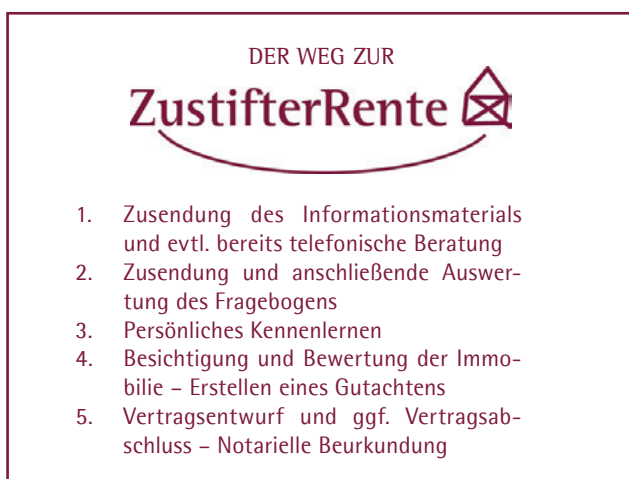 DER WEG ZUR
ZustifterRente
1. Zusendung des Informationsmaterials
und evtl. bereits telefonische Beratung
2. Zusendung und anschließende Auswer-
tung des Fragebogens
3. Persönliches Kennenlernen
4. Besichtigung und Bewertung der Immo-
bilie – Erstellen eines Gutachtens
5. Vertragsentwurf und ggf. Vertragsab-
schluss – Notarielle Beurkundung